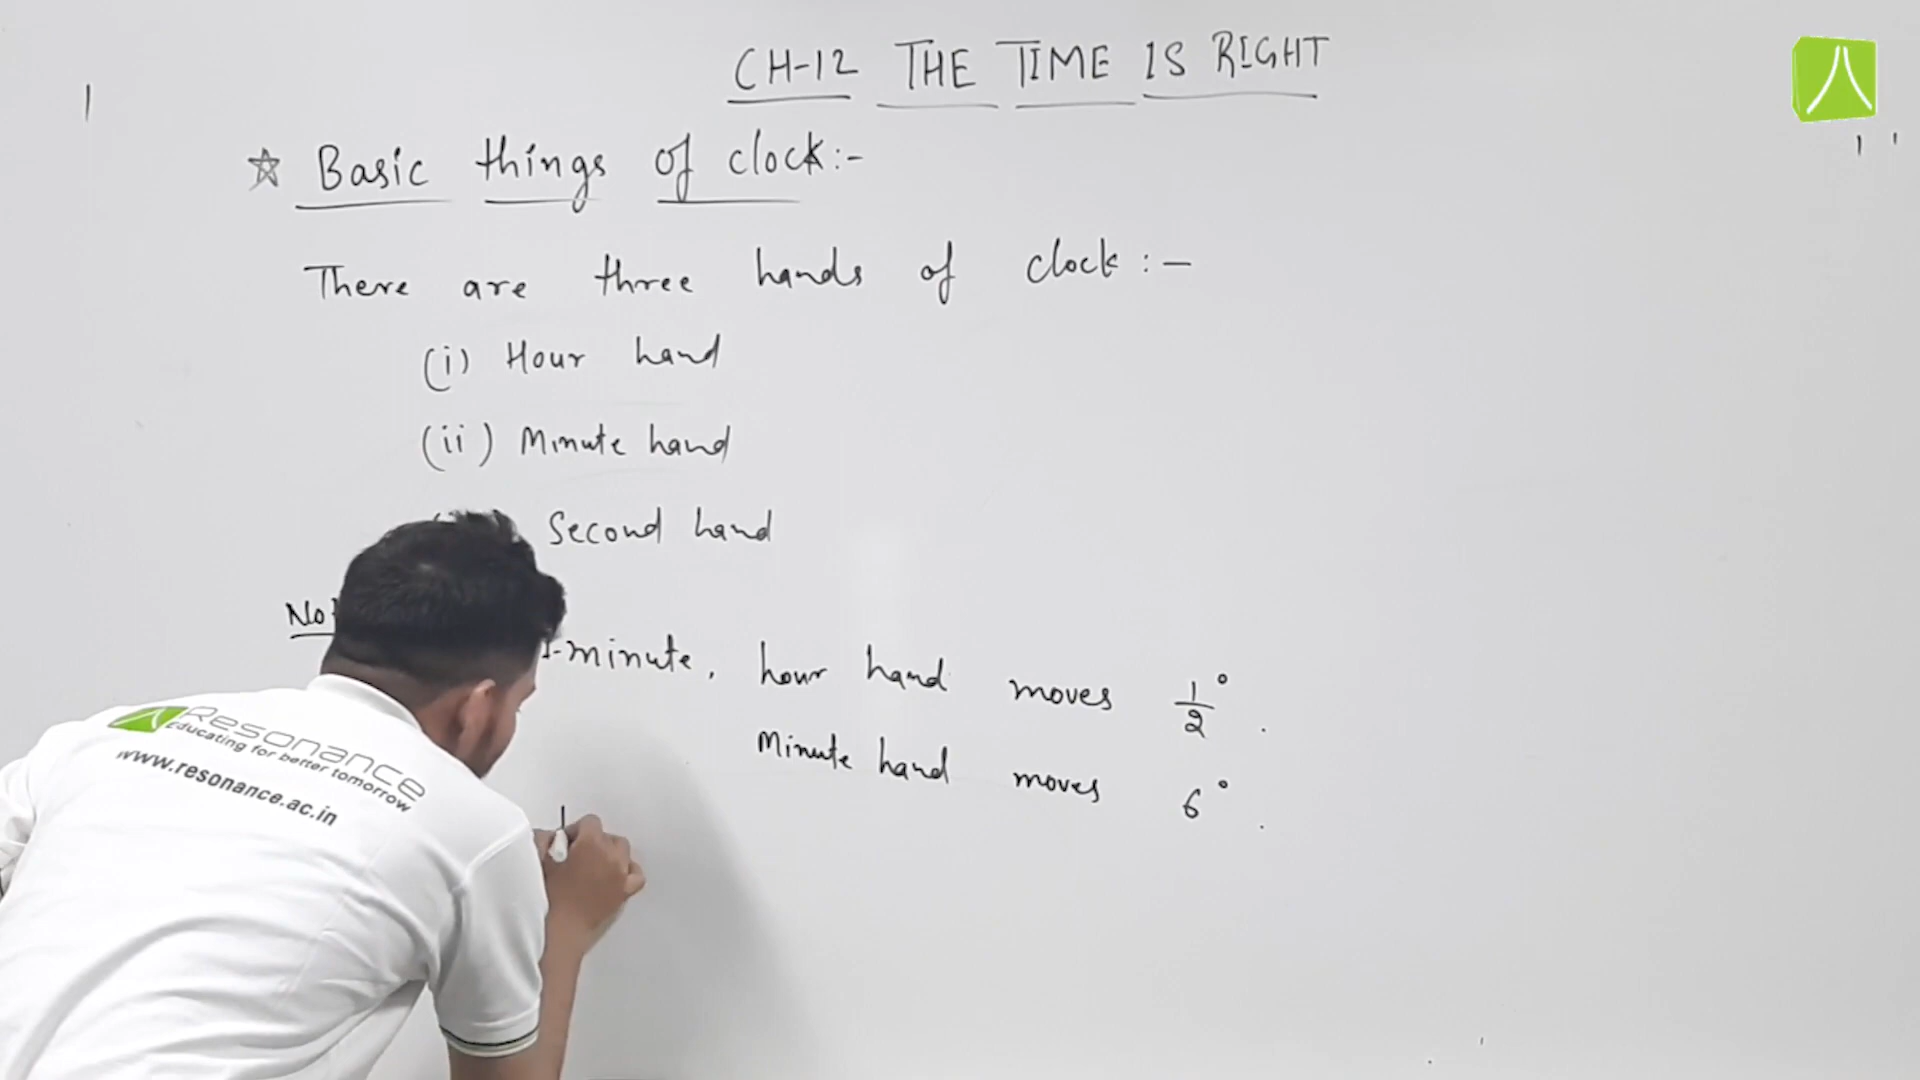 CH-12 THE TIME IS RIGHT
☆ Basic things of clock:-
There are three hands of clock:-
(i) Hour hand
(ii) Minute hand
Second hand
1-minute, hour hand moves 1/2°.
Minute hand moves 6°.
Resonance
Educating for better tomorrow
www.resonance.ac.in